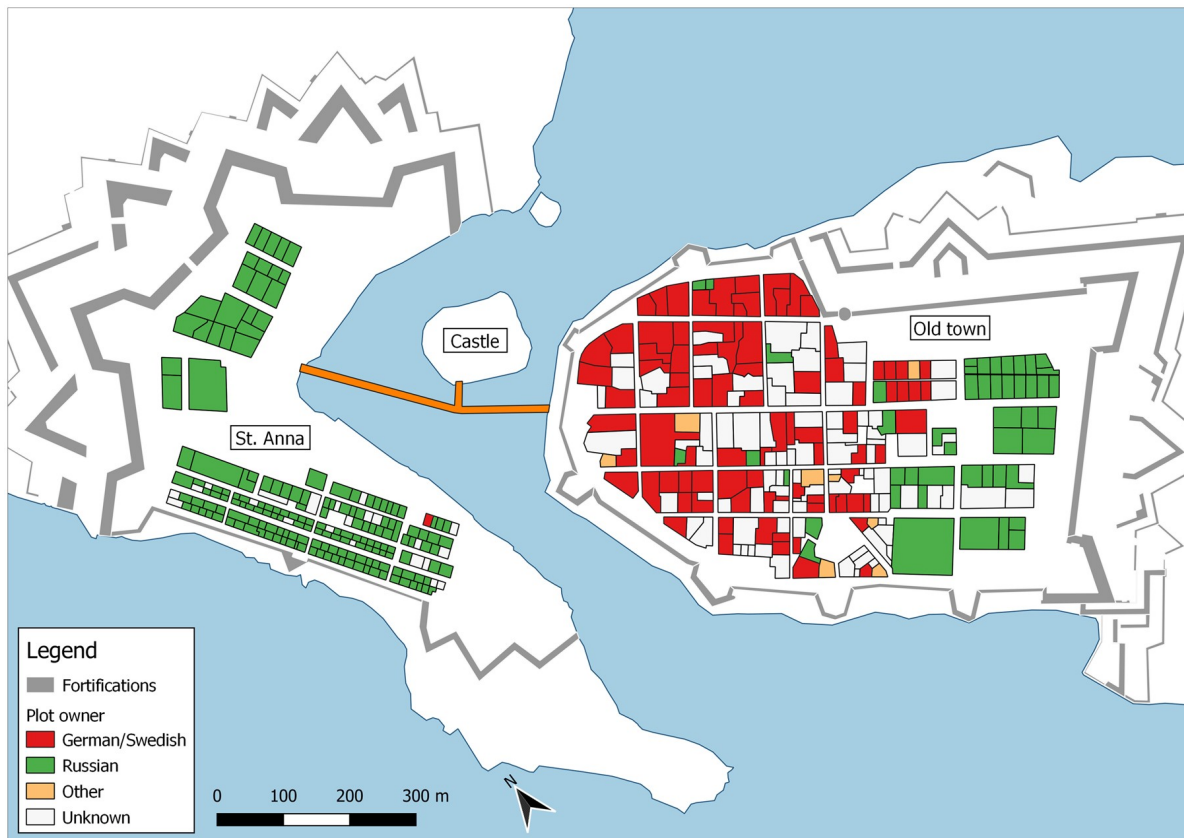 Castle
Old town
St. Anna
Legend
Fortifications
Plot owner
German/Swedish
Russian
Other
Unknown
0 100 200 300 m
N